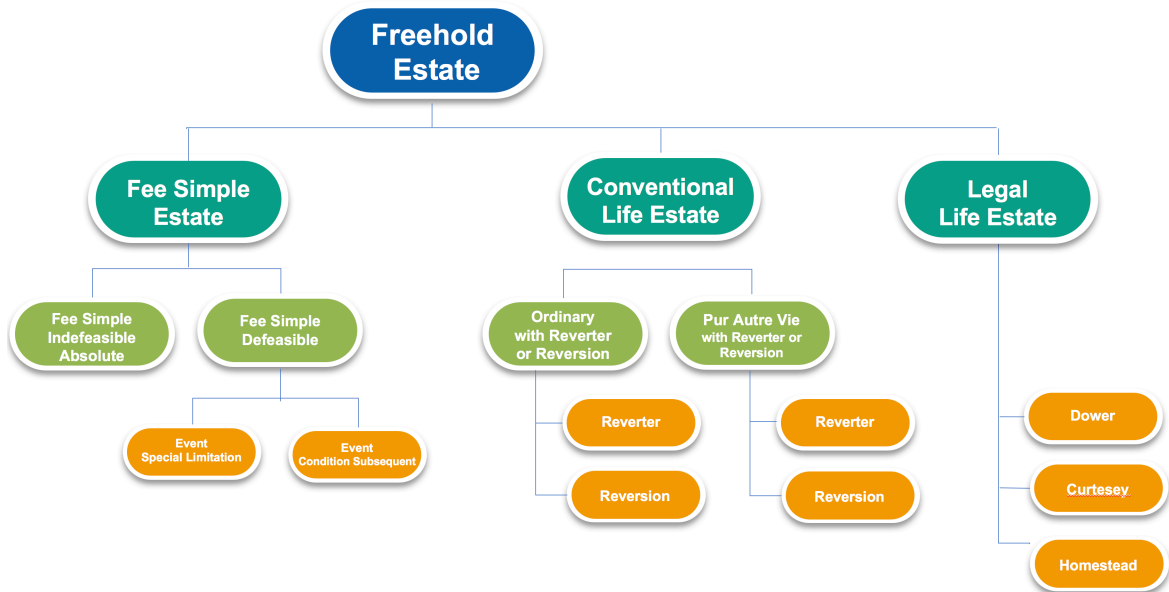 Freehold
Estate
Fee Simple
Estate
Conventional
Life Estate
Legal
Life Estate
Fee Simple
Indefeasible
Absolute
Fee Simple
Defeasible
Ordinary
with Reverter
or Reversion
Pur Autre Vie
with Reverter or
Reversion
Event
Special Limitation
Event
Condition Subsequent
Reverter
Reversion
Reverter
Reversion
Dower
Curtesey
Homestead